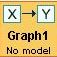 X → Y
Graph1
No model